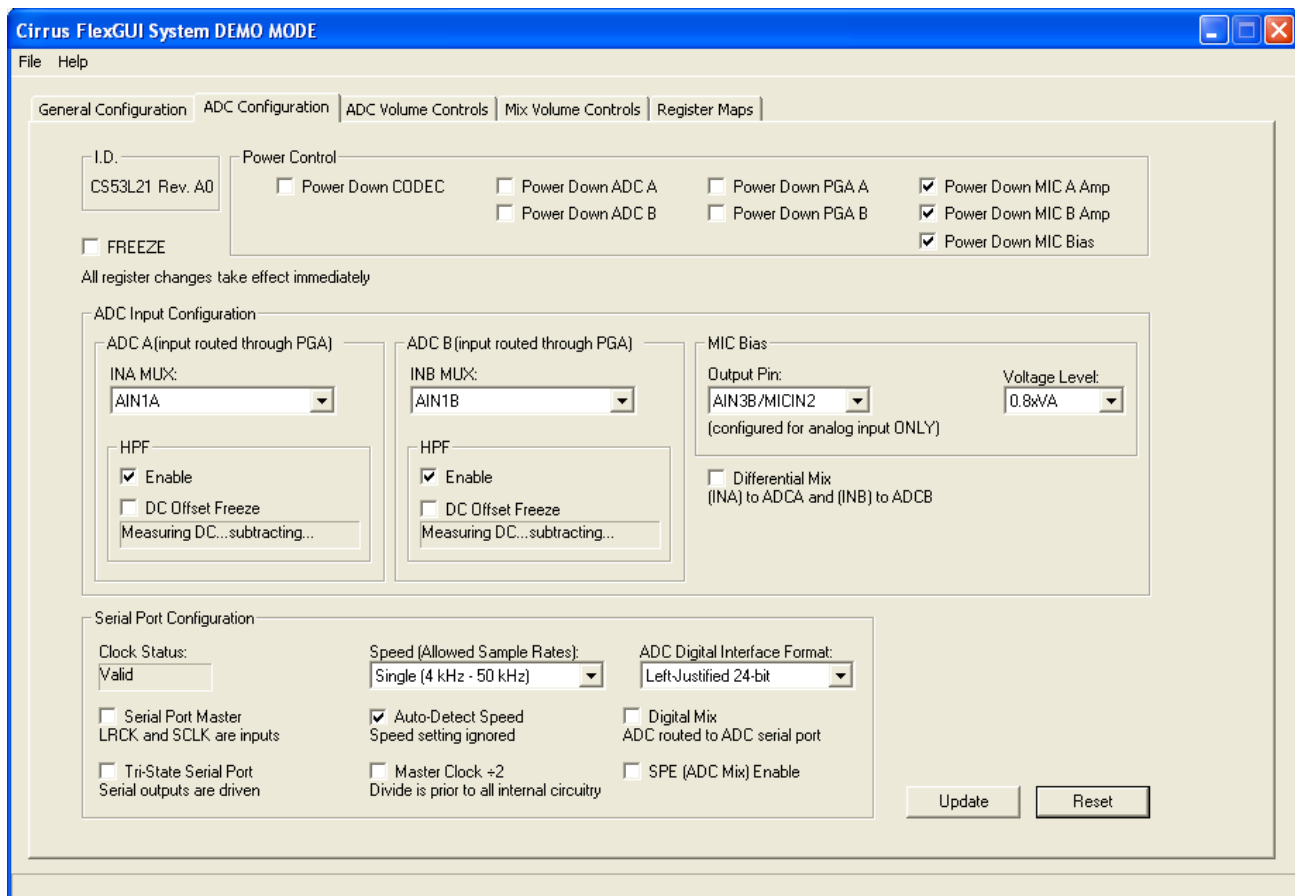 Cirrus FlexGUI System DEMO MODE
File Help
General Configuration ADC Configuration ADC Volume Controls Mix Volume Controls Register Maps
I.D.
CS53L21 Rev. A0
Power Control
Power Down CODEC Power Down ADC A Power Down PGA A Power Down MIC A Amp
Power Down ADC B Power Down PGA B Power Down MIC B Amp
Power Down MIC Bias
FREEZE
All register changes take effect immediately
ADC Input Configuration
ADC A(input routed through PGA)
INA MUX:
AIN1A
HPF
Enable
DC Offset Freeze
Measuring DC...subtracting...
ADC B(input routed through PGA)
INB MUX:
AIN1B
HPF
Enable
DC Offset Freeze
Measuring DC...subtracting...
MIC Bias
Output Pin: Voltage Level:
AIN3B/MICIN2 0.8xVA
(configured for analog input ONLY)
Differential Mix
(INA) to ADCA and (INB) to ADCB
Serial Port Configuration
Clock Status: Speed (Allowed Sample Rates): ADC Digital Interface Format:
Valid Single (4 kHz - 50 kHz) Left-Justified 24-bit
Serial Port Master Auto-Detect Speed Digital Mix
LRCK and SCLK are inputs Speed setting ignored ADC routed to ADC serial port
Tri-State Serial Port Master Clock ÷2 SPE (ADC Mix) Enable
Serial outputs are driven Divide is prior to all internal circuitry
Update Reset